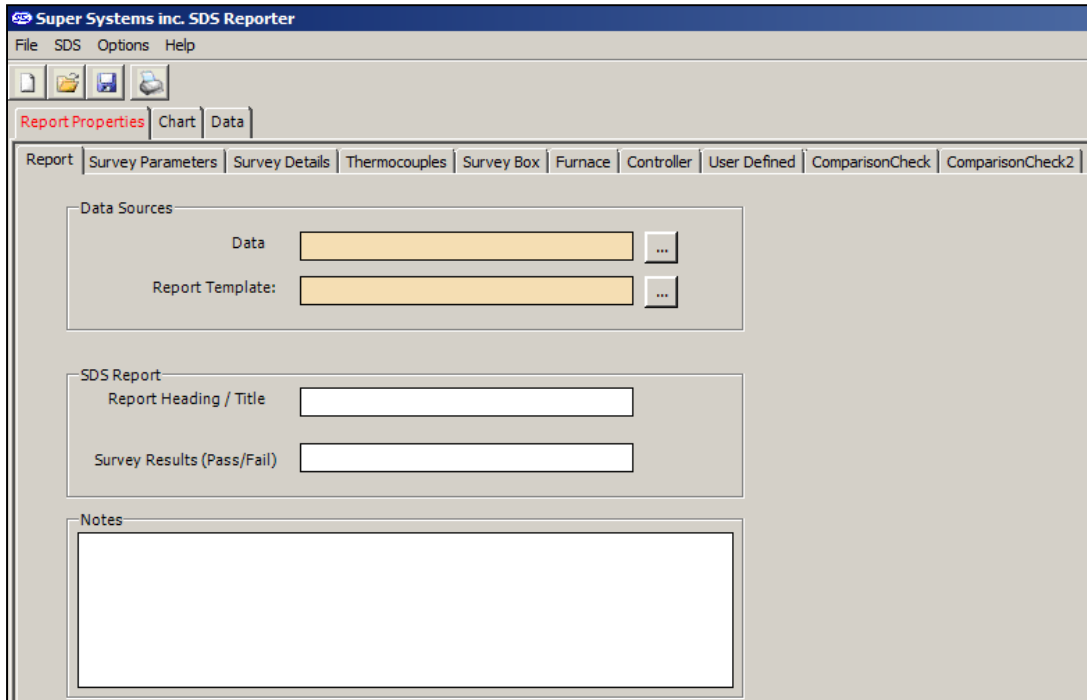 Super Systems inc. SDS Reporter
File SDS Options Help
Report Properties Chart Data
Report Survey Parameters Survey Details Thermocouples Survey Box Furnace Controller User Defined ComparisonCheck ComparisonCheck2
Data Sources
Data ...
Report Template: ...
SDS Report
Report Heading / Title
Survey Results (Pass/Fail)
Notes